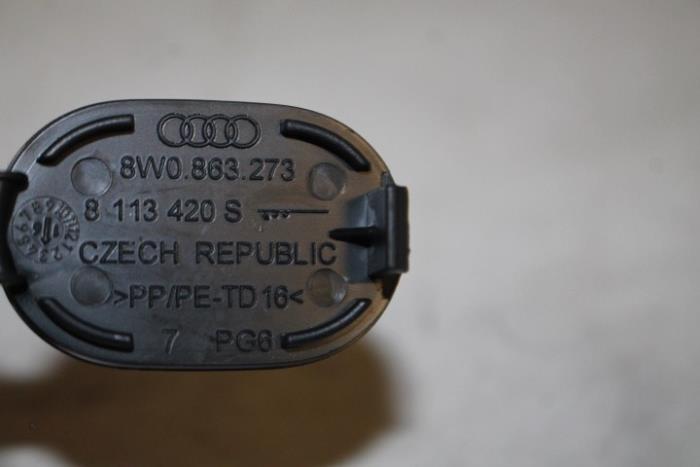 8W0.863.273
8 113 420 S
CZECH REPUBLIC
>PP/PE-TD16<
7 PG6